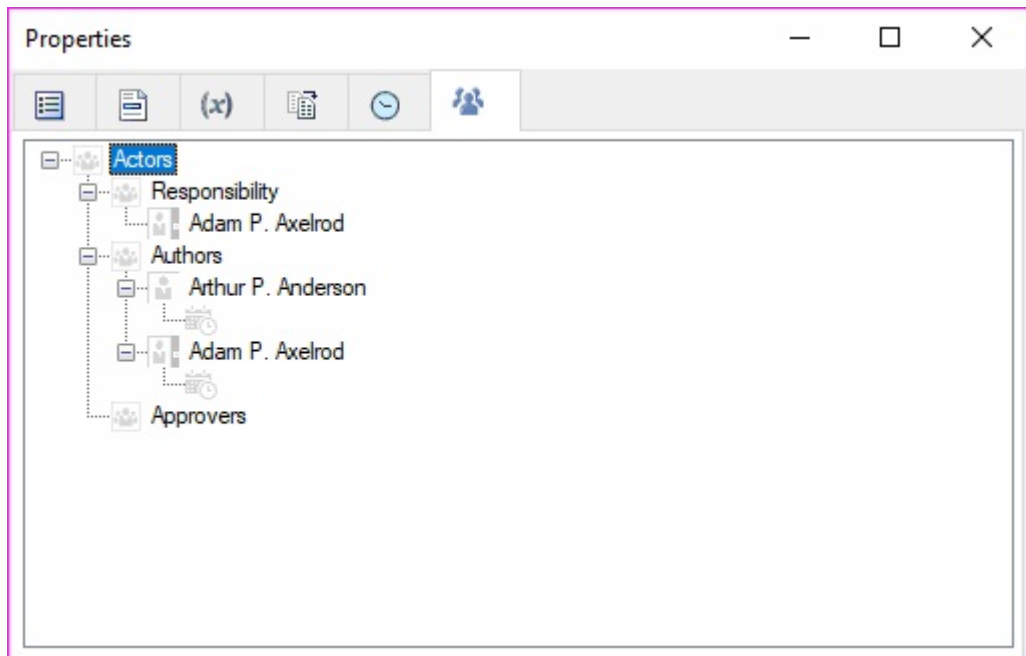 Properties
(x)
Actors
Responsibility
Adam P. Axelrod
Authors
Arthur P. Anderson
Adam P. Axelrod
Approvers